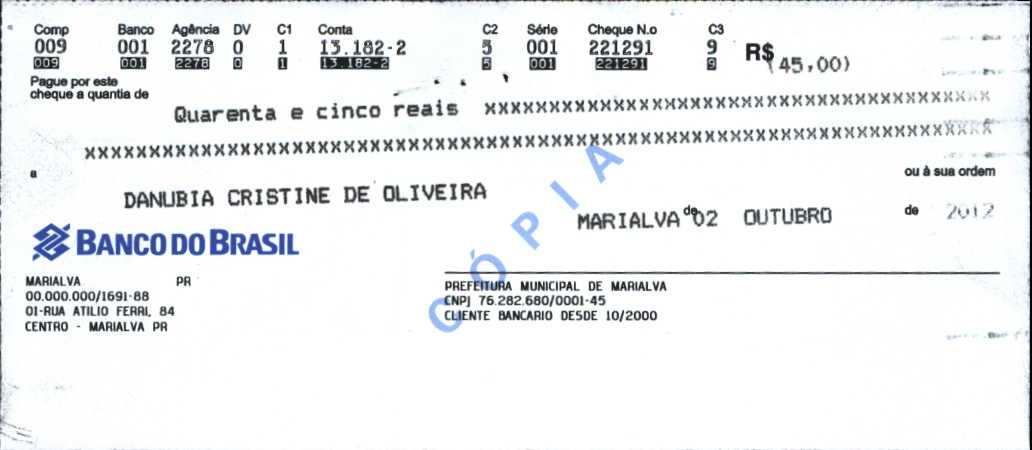 Comp Banco Agência DV C1 Conta C2 Série Cheque N.o C3
009 001 2278 0 1 13.182-2 5 001 221291 9 R$ (45,00)
009 001 2278 0 1 13.182-2 5 001 221291 9
Pague por este
cheque a quantia de
Quarenta e cinco reais xxxxxxxxxxxxxxxxxxxxxxxxxxxxxxxxxxxxxxxxxxxxxxx
xxxxxxxxxxxxxxxxxxxxxxxxxxxxxxxxxxxxxxxxxxxxxxxxxxxxxxxxxxxxxxxxxxxxxxxxxxxxxxxxxx
a ou à sua ordem
DANUBIA CRISTINE DE OLIVEIRA
MARIALVA de 02 OUTUBRO de 2012
BANCO DO BRASIL
CÓPIA
MARIALVA PR
00.000.000/1691-88
01-RUA ATILIO FERRI, 84
CENTRO - MARIALVA PR
PREFEITURA MUNICIPAL DE MARIALVA
CNPJ 76.282.680/0001-45
CLIENTE BANCARIO DESDE 10/2000